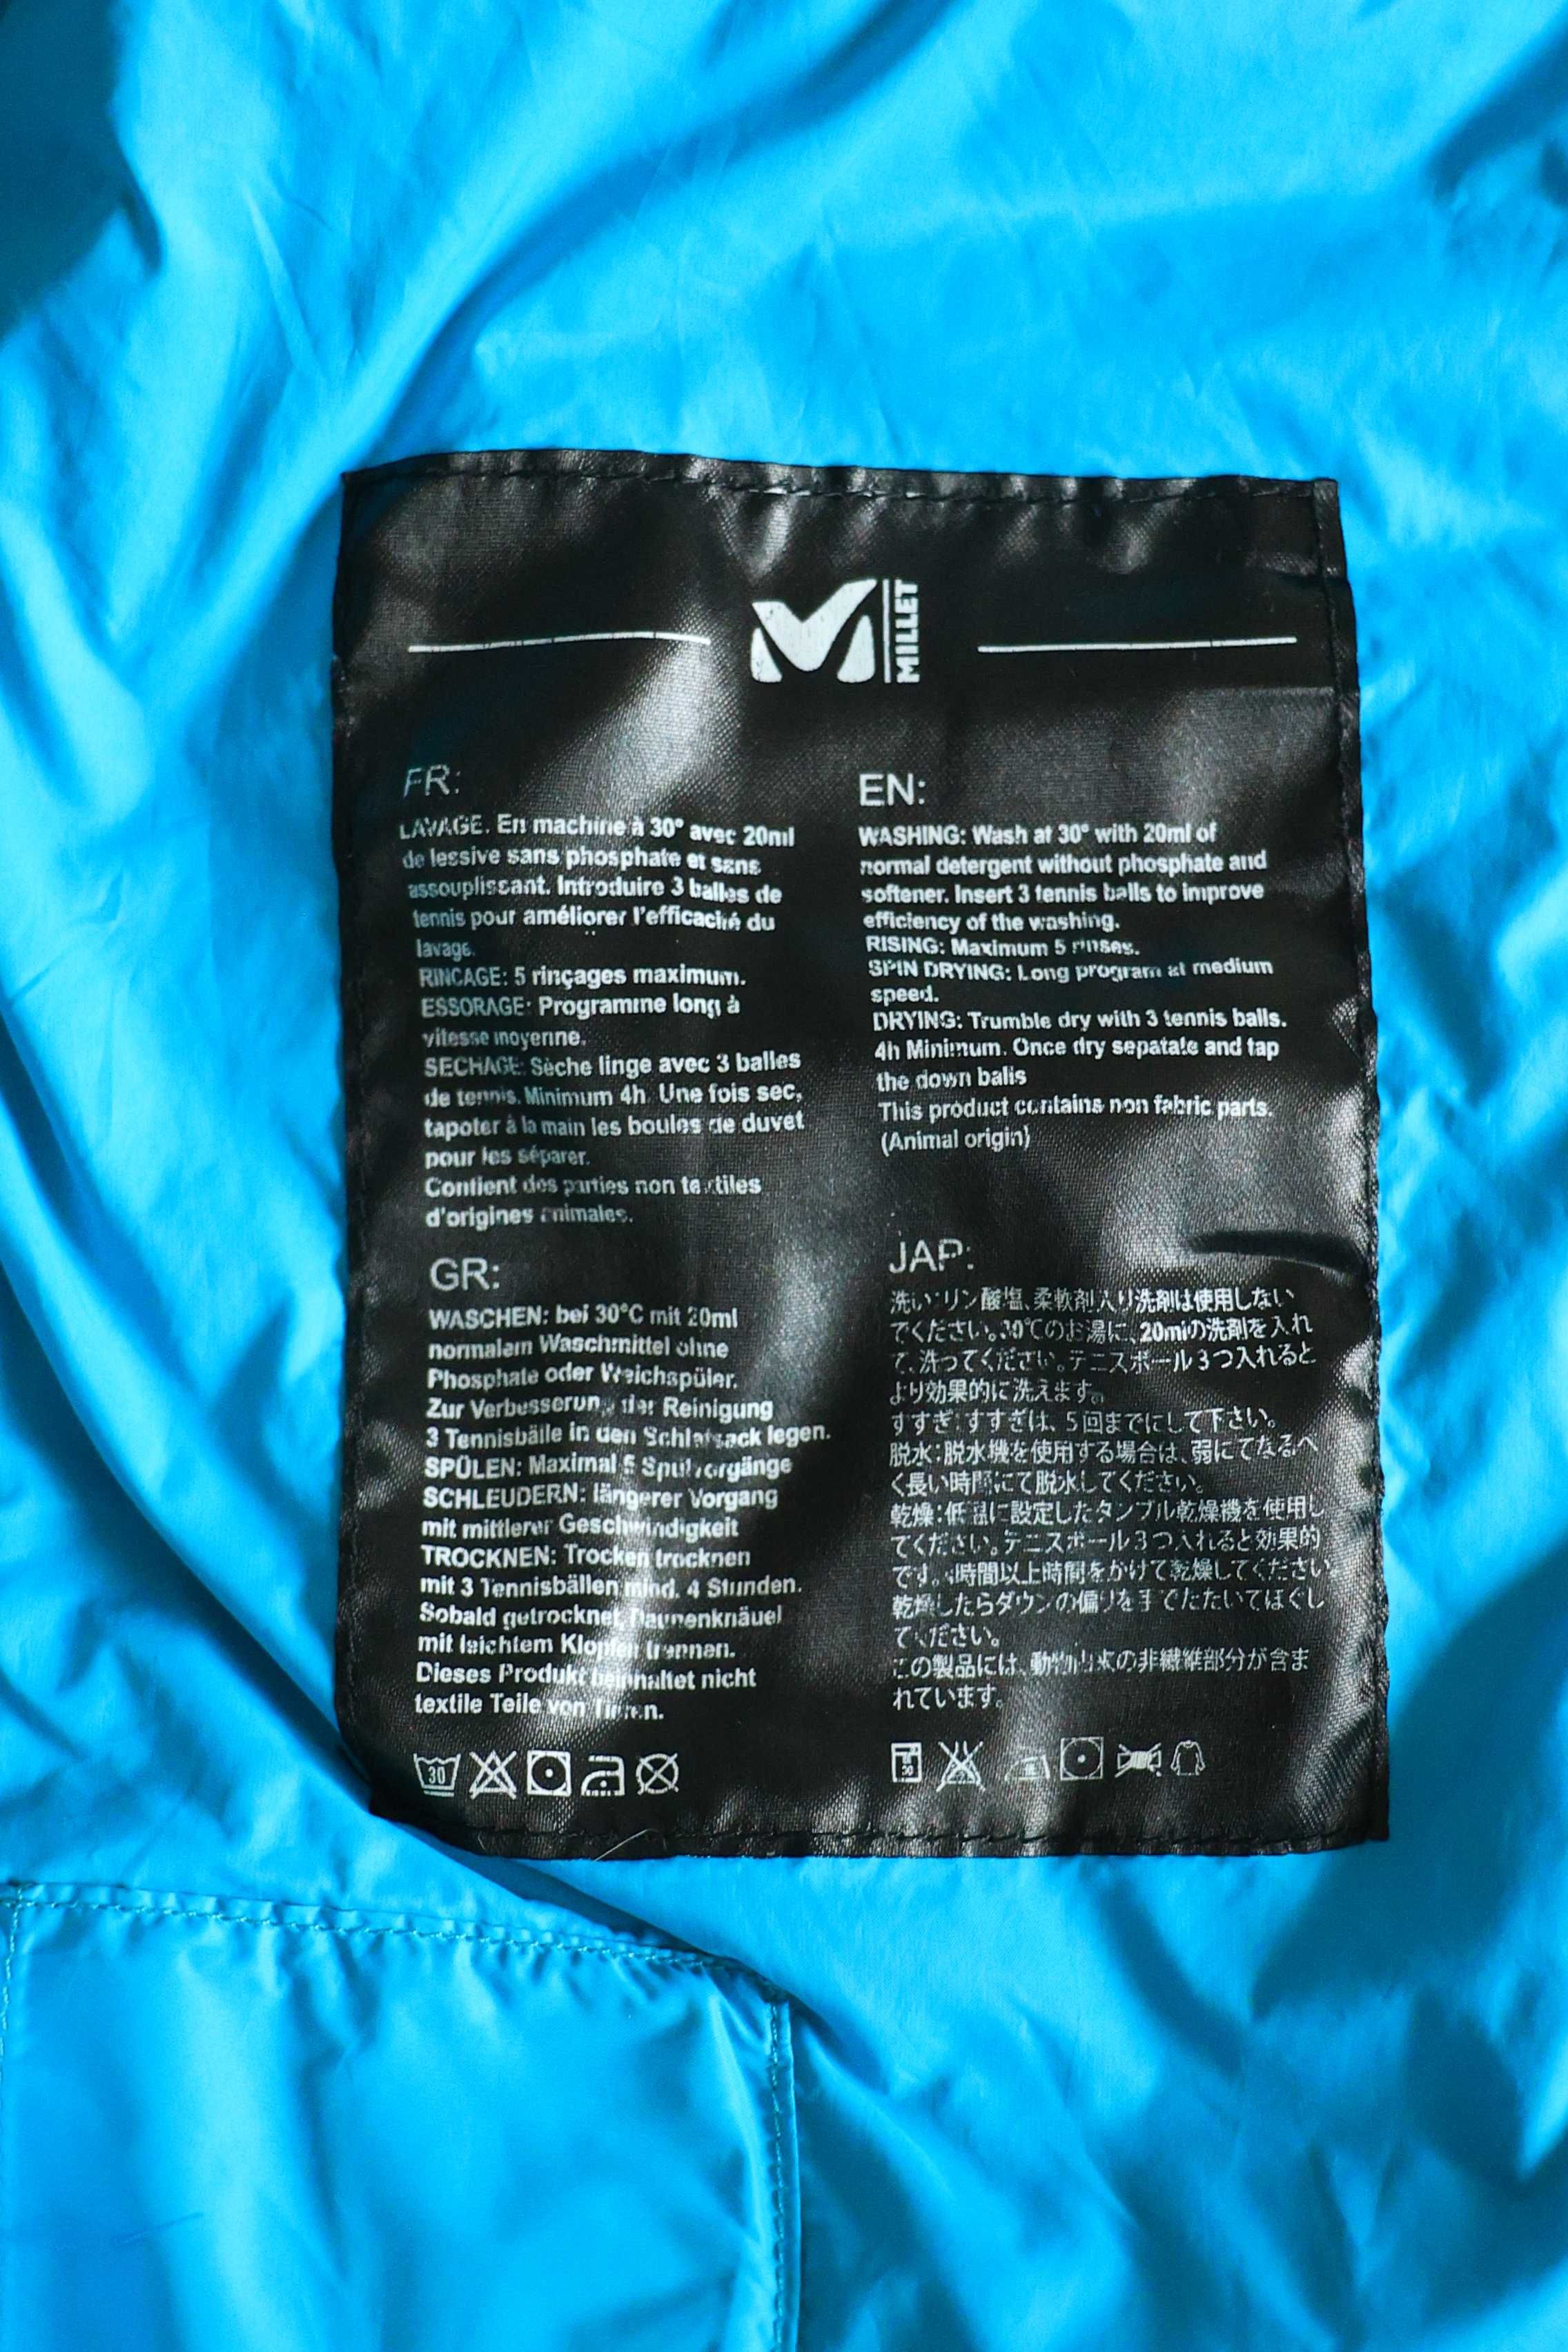 MILLET
FR:
LAVAGE. En machine à 30° avec 20ml
de lessive sans phosphate et sans
assouplissant. Introduire 3 balles de
tennis pour améliorer l'efficacité du
lavage.
RINCAGE: 5 rinçages maximum.
ESSORAGE: Programme long à
vitesse moyenne.
SECHAGE: Sèche linge avec 3 balles
de tennis. Minimum 4h. Une fois sec,
tapoter à la main les boules de duvet
pour les séparer.
Contient des parties non textiles
d'origines animales.
EN:
WASHING: Wash at 30° with 20ml of
normal detergent without phosphate and
softener. Insert 3 tennis balls to improve
efficiency of the washing.
RISING: Maximum 5 rinses.
SPIN DRYING: Long program at medium
speed.
DRYING: Trumble dry with 3 tennis balls.
4h Minimum. Once dry sepatate and tap
the down balls
This product contains non fabric parts.
(Animal origin)
GR:
WASCHEN: bei 30°C mit 20ml
normalem Waschmittel ohne
Phosphate oder Weichspüler.
Zur Verbesserung der Reinigung
3 Tennisbälle in den Schlafsack legen.
SPÜLEN: Maximal 5 Spulvorgänge
SCHLEUDERN: längerer Vorgang
mit mittlerer Geschwindigkeit
TROCKNEN: Trocken trocknen
mit 3 Tennisbällen mind. 4 Stunden.
Sobald getrocknet, Daunenknäuel
mit leichtem Klopfen trennen.
Dieses Produkt beinhaltet nicht
textile Teile von Tieren.
30
JAP:
洗い:リン酸塩、柔軟剤入り洗剤は使用しない
でください。30℃のお湯に、20mlの洗剤を入れ
て、洗ってください。テニスボール3つ入れると
より効果的に洗えます。
すすぎ:すすぎは、5回までにして下さい。
脱水:脱水機を使用する場合は、弱にてなるべ
く長い時間にて脱水してください。
乾燥:低温に設定したタンブル乾燥機を使用し
てください。テニスボール3つ入れると効果的
です。時間以上時間をかけて乾燥してください
乾燥したらダウンの偏りを手でたたいてほぐし
てください。
この製品には、動物由来の非繊維部分が含ま
れています。
30